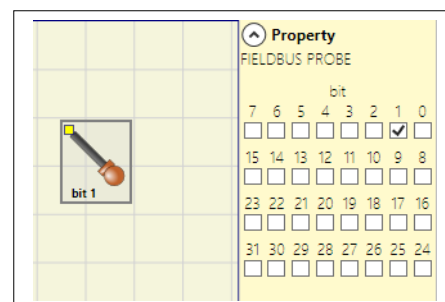 Property
FIELDBUS PROBE
bit
7 6 5 4 3 2 1 0
15 14 13 12 11 10 9 8
23 22 21 20 19 18 17 16
31 30 29 28 27 26 25 24
bit 1